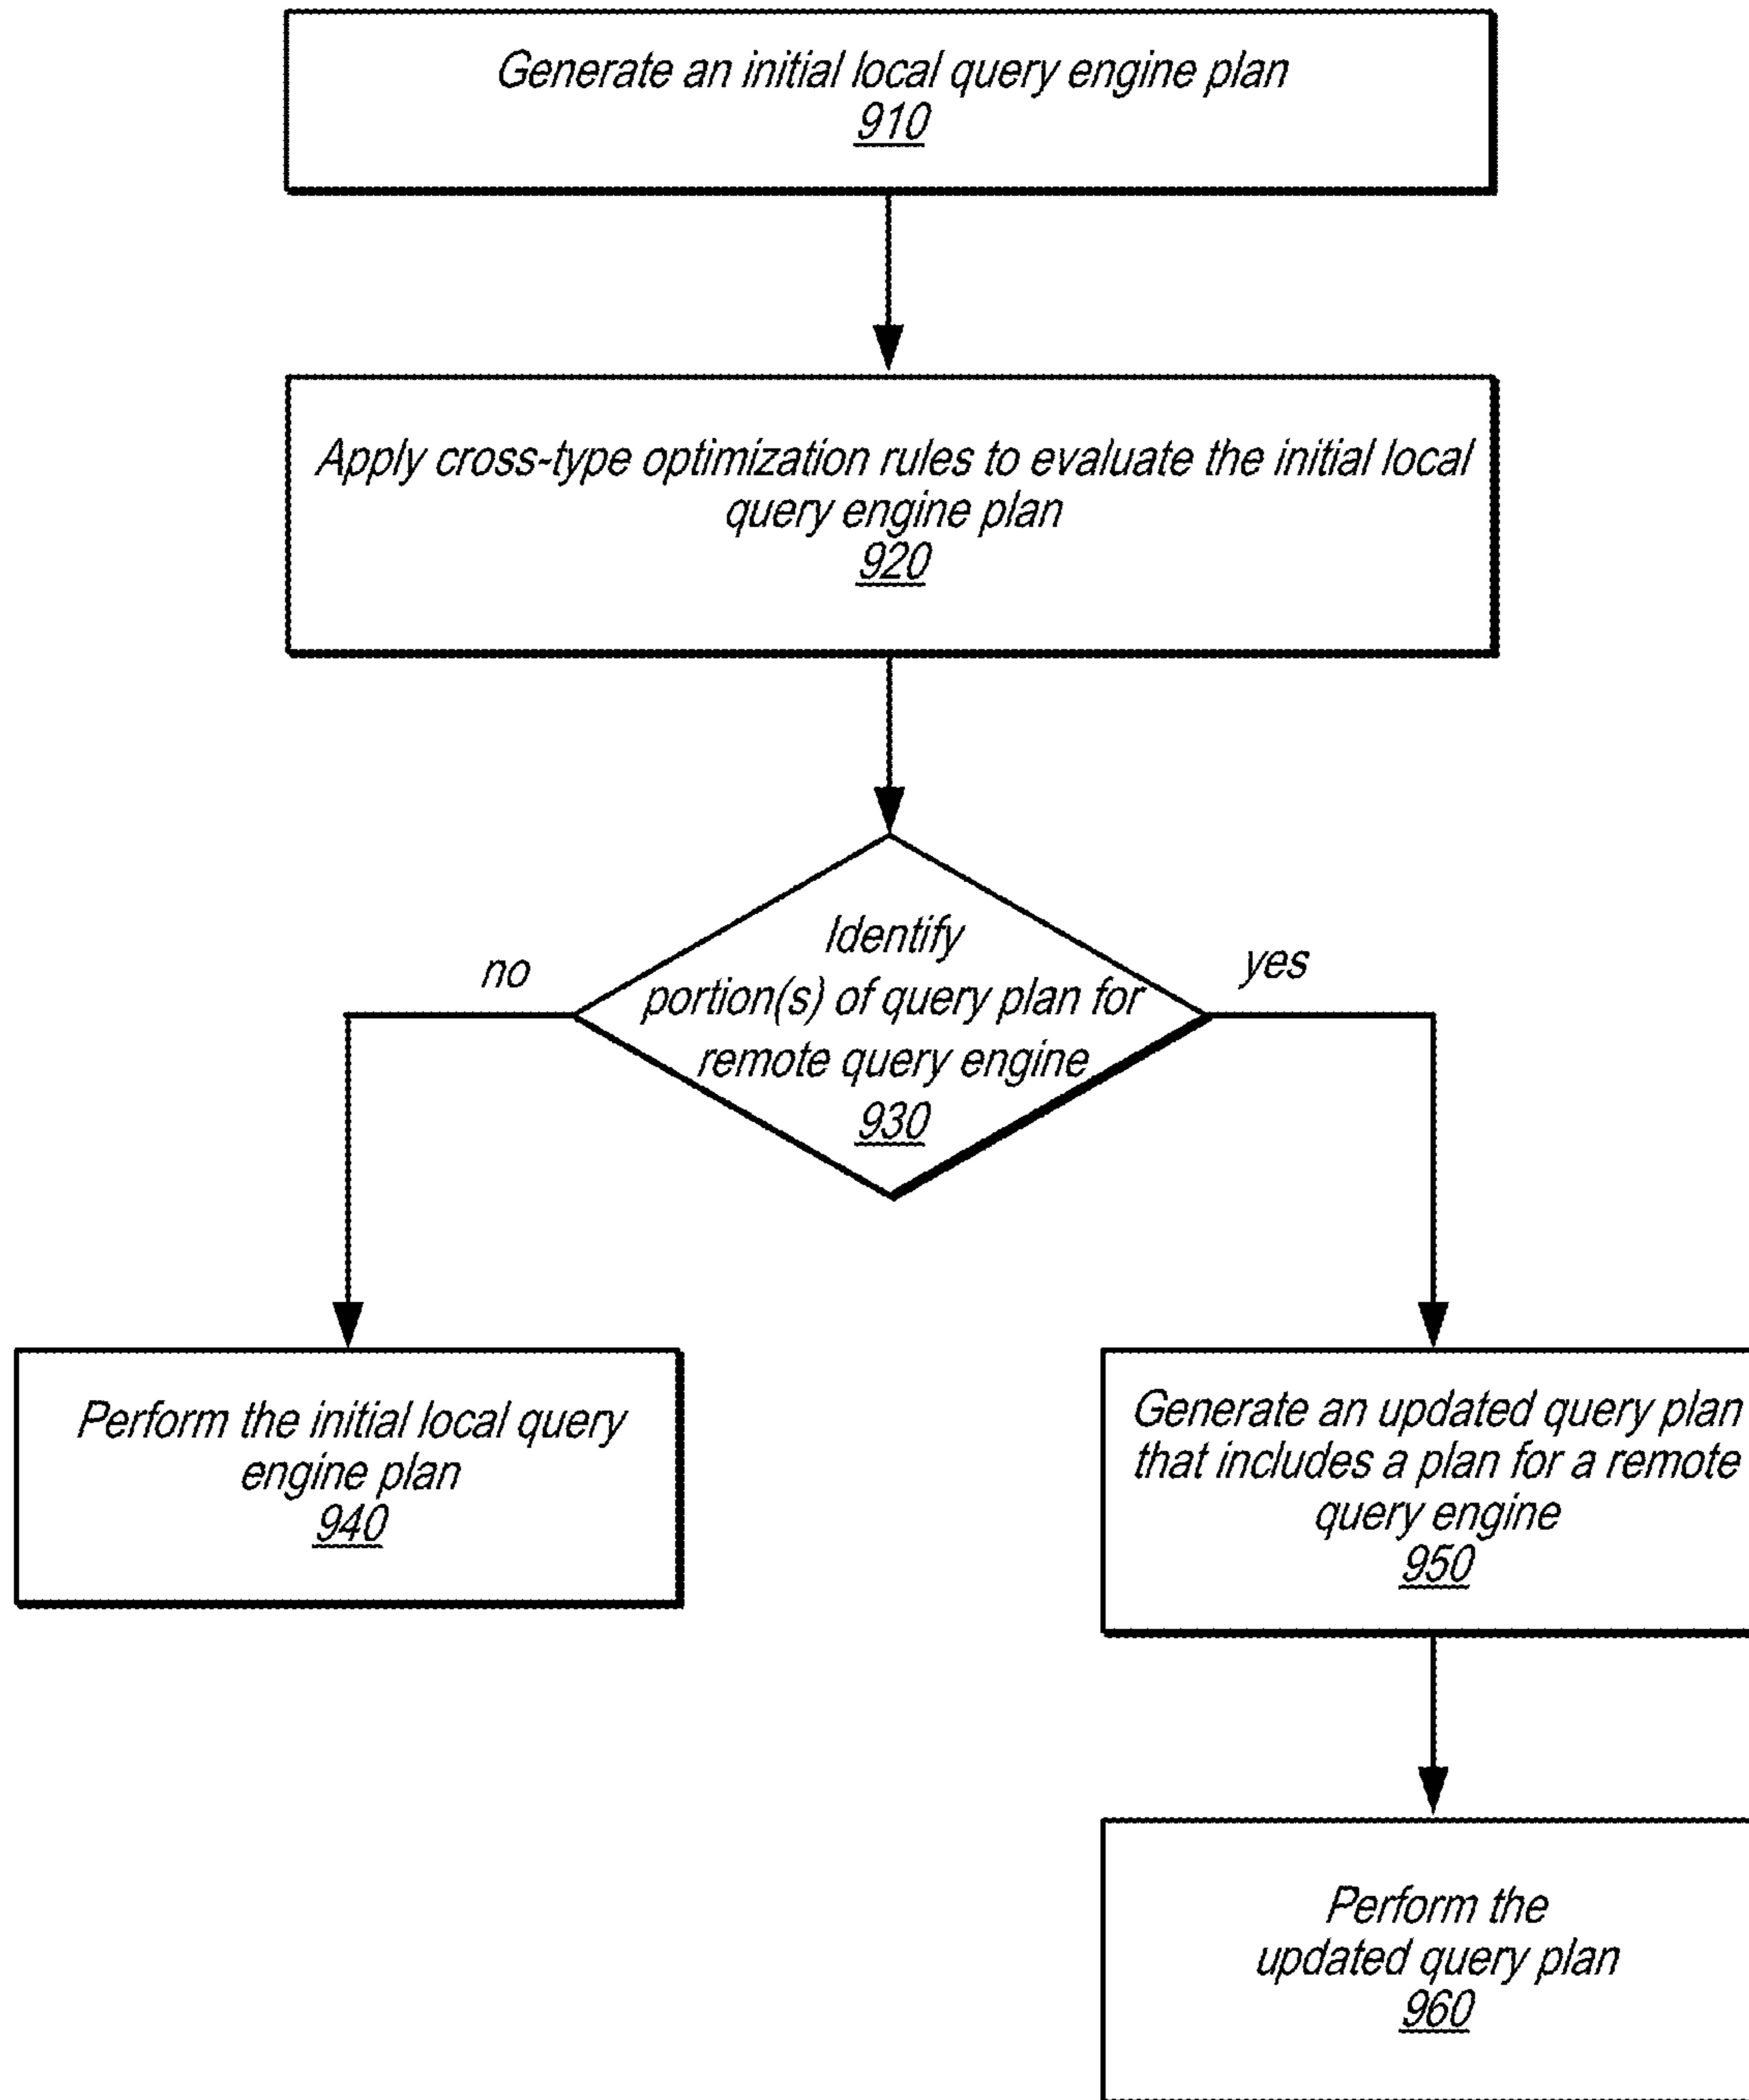 Generate an initial local query engine plan
910
Apply cross-type optimization rules to evaluate the initial local
query engine plan
920
Identify
portion(s) of query plan for
remote query engine
930
no
yes
Perform the initial local query
engine plan
940
Generate an updated query plan
that includes a plan for a remote
query engine
950
Perform the
updated query plan
960